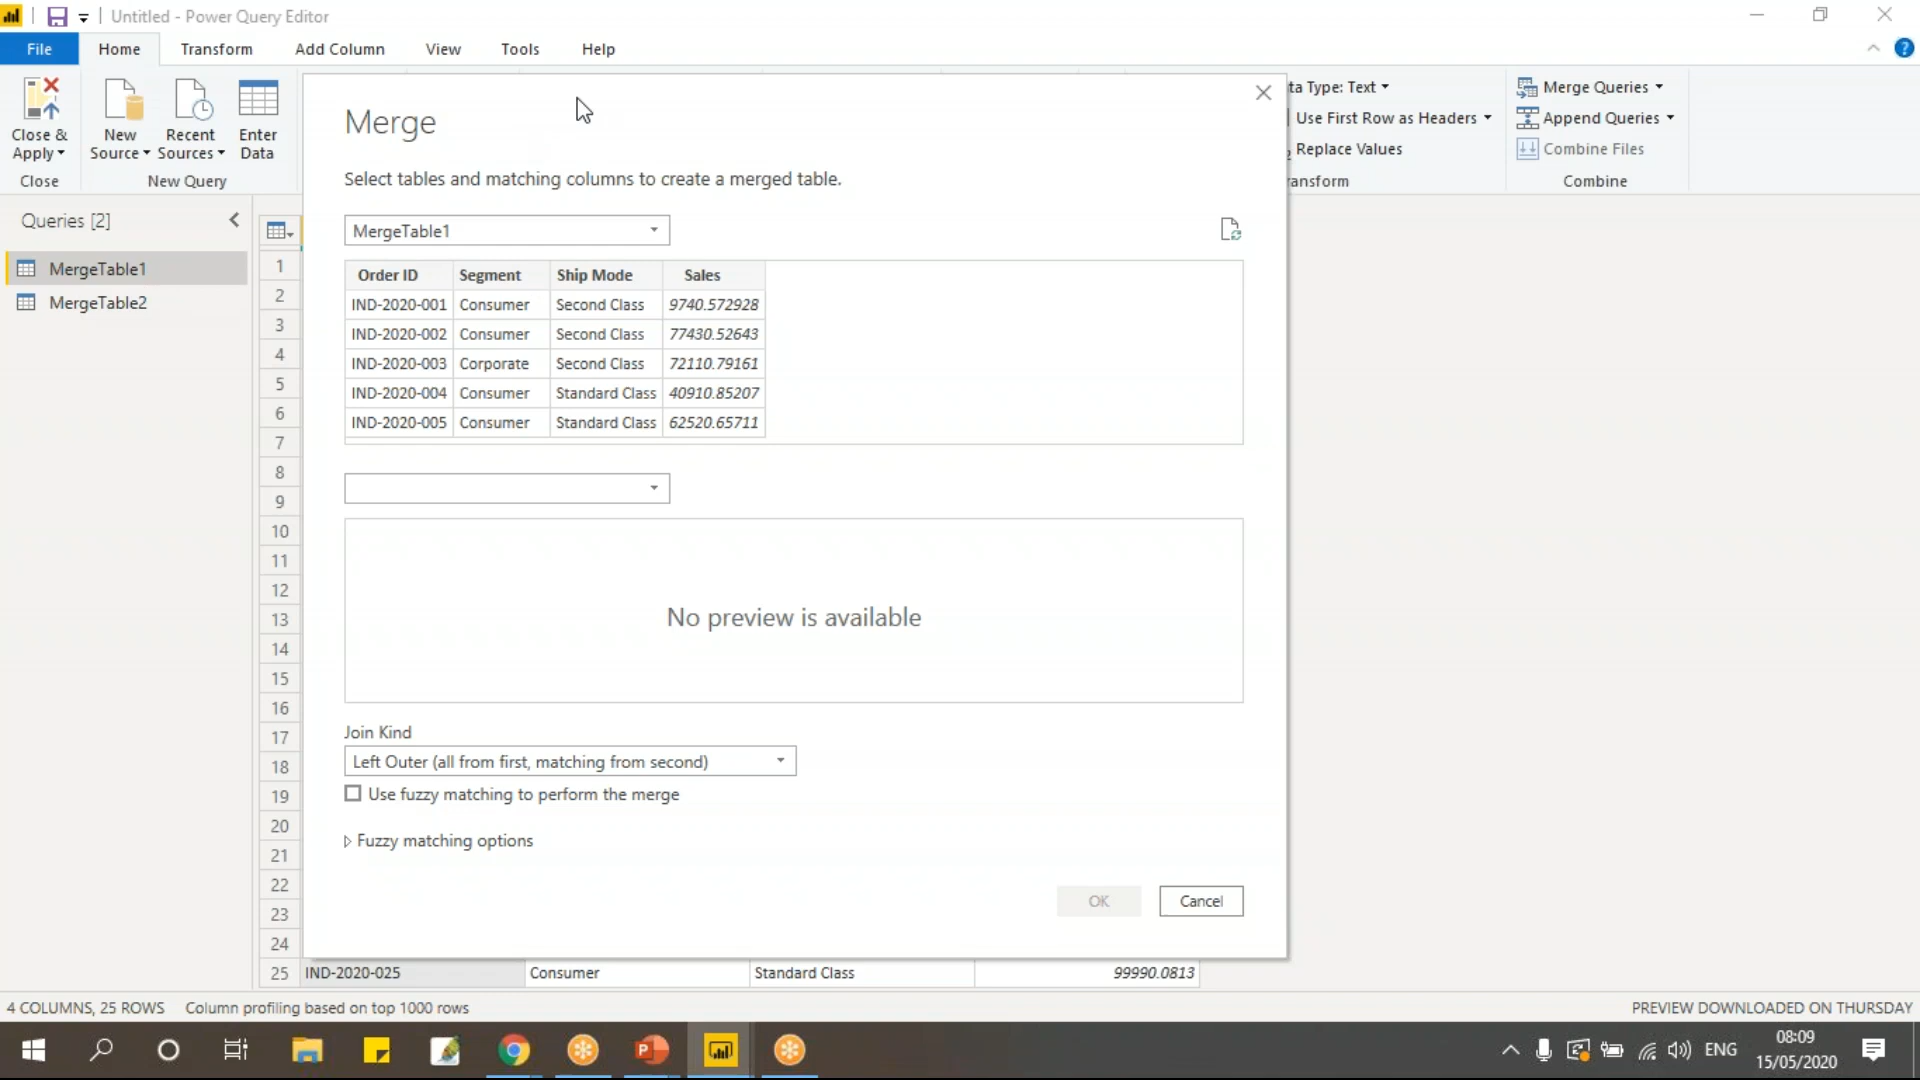 Untitled - Power Query Editor
File Home Transform Add Column View Tools Help
Close & Apply
New Source
Recent Sources
Enter Data
Close
New Query
Data Type: Text
Use First Row as Headers
Replace Values
ransform
Merge Queries
Append Queries
Combine Files
Combine
Queries [2]
MergeTable1
MergeTable2
Merge
Select tables and matching columns to create a merged table.
MergeTable1
Order ID Segment Ship Mode Sales
IND-2020-001 Consumer Second Class 9740.572928
IND-2020-002 Consumer Second Class 77430.52643
IND-2020-003 Corporate Second Class 72110.79161
IND-2020-004 Consumer Standard Class 40910.85207
IND-2020-005 Consumer Standard Class 62520.65711
No preview is available
Join Kind
Left Outer (all from first, matching from second)
Use fuzzy matching to perform the merge
Fuzzy matching options
OK Cancel
1
2
3
4
5
6
7
8
9
10
11
12
13
14
15
16
17
18
19
20
21
22
23
24
25 IND-2020-025 Consumer Standard Class 99990.0813
4 COLUMNS, 25 ROWS Column profiling based on top 1000 rows PREVIEW DOWNLOADED ON THURSDAY
ENG
08:09
15/05/2020